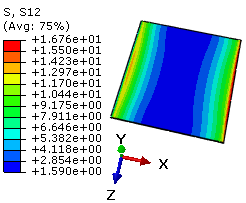 S, S12
(Avg: 75%)
+1.676e+01
+1.550e+01
+1.423e+01
+1.297e+01
+1.170e+01
+1.044e+01
+9.175e+00
+7.911e+00
+6.646e+00
+5.382e+00
+4.118e+00
+2.854e+00
+1.590e+00
Y
X
Z